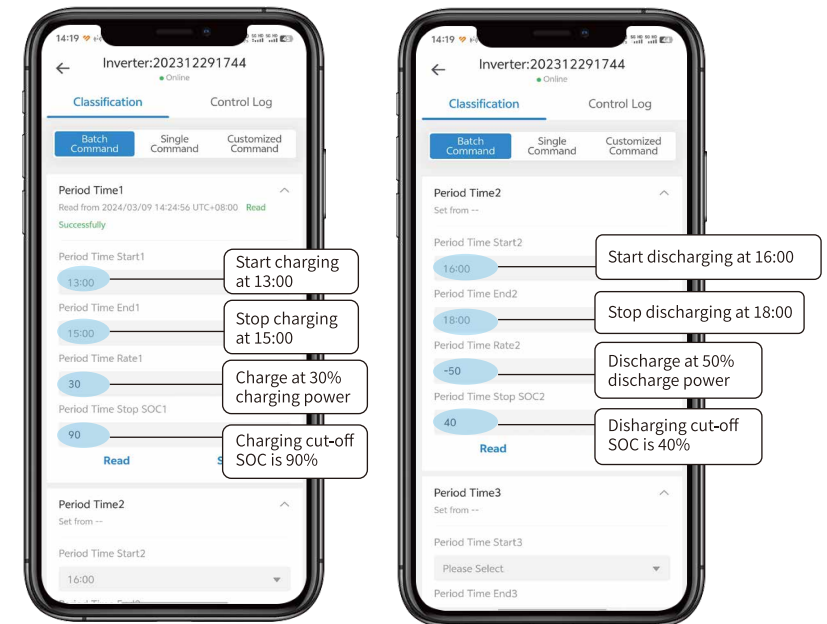 14:19
Inverter:202312291744
Online
Classification
Control Log
Batch
Command
Single
Command
Customized
Command
Period Time1
Read from 2024/03/09 14:24:56 UTC+08:00 Read
Successfully
Period Time Start1
13:00
Start charging
at 13:00
Period Time End1
15:00
Stop charging
at 15:00
Period Time Rate1
30
Charge at 30%
charging power
Period Time Stop SOC1
90
Charging cut-off
SOC is 90%
Read
Period Time2
Set from --
Period Time Start2
16:00
14:19
Inverter:202312291744
Online
Classification
Control Log
Batch
Command
Single
Command
Customized
Command
Period Time2
Set from --
Period Time Start2
16:00
Start discharging at 16:00
Period Time End2
18:00
Stop discharging at 18:00
Period Time Rate2
-50
Discharge at 50%
discharge power
Period Time Stop SOC2
40
Disharging cut-off
SOC is 40%
Read
Period Time3
Set from --
Period Time Start3
Please Select
Period Time End3